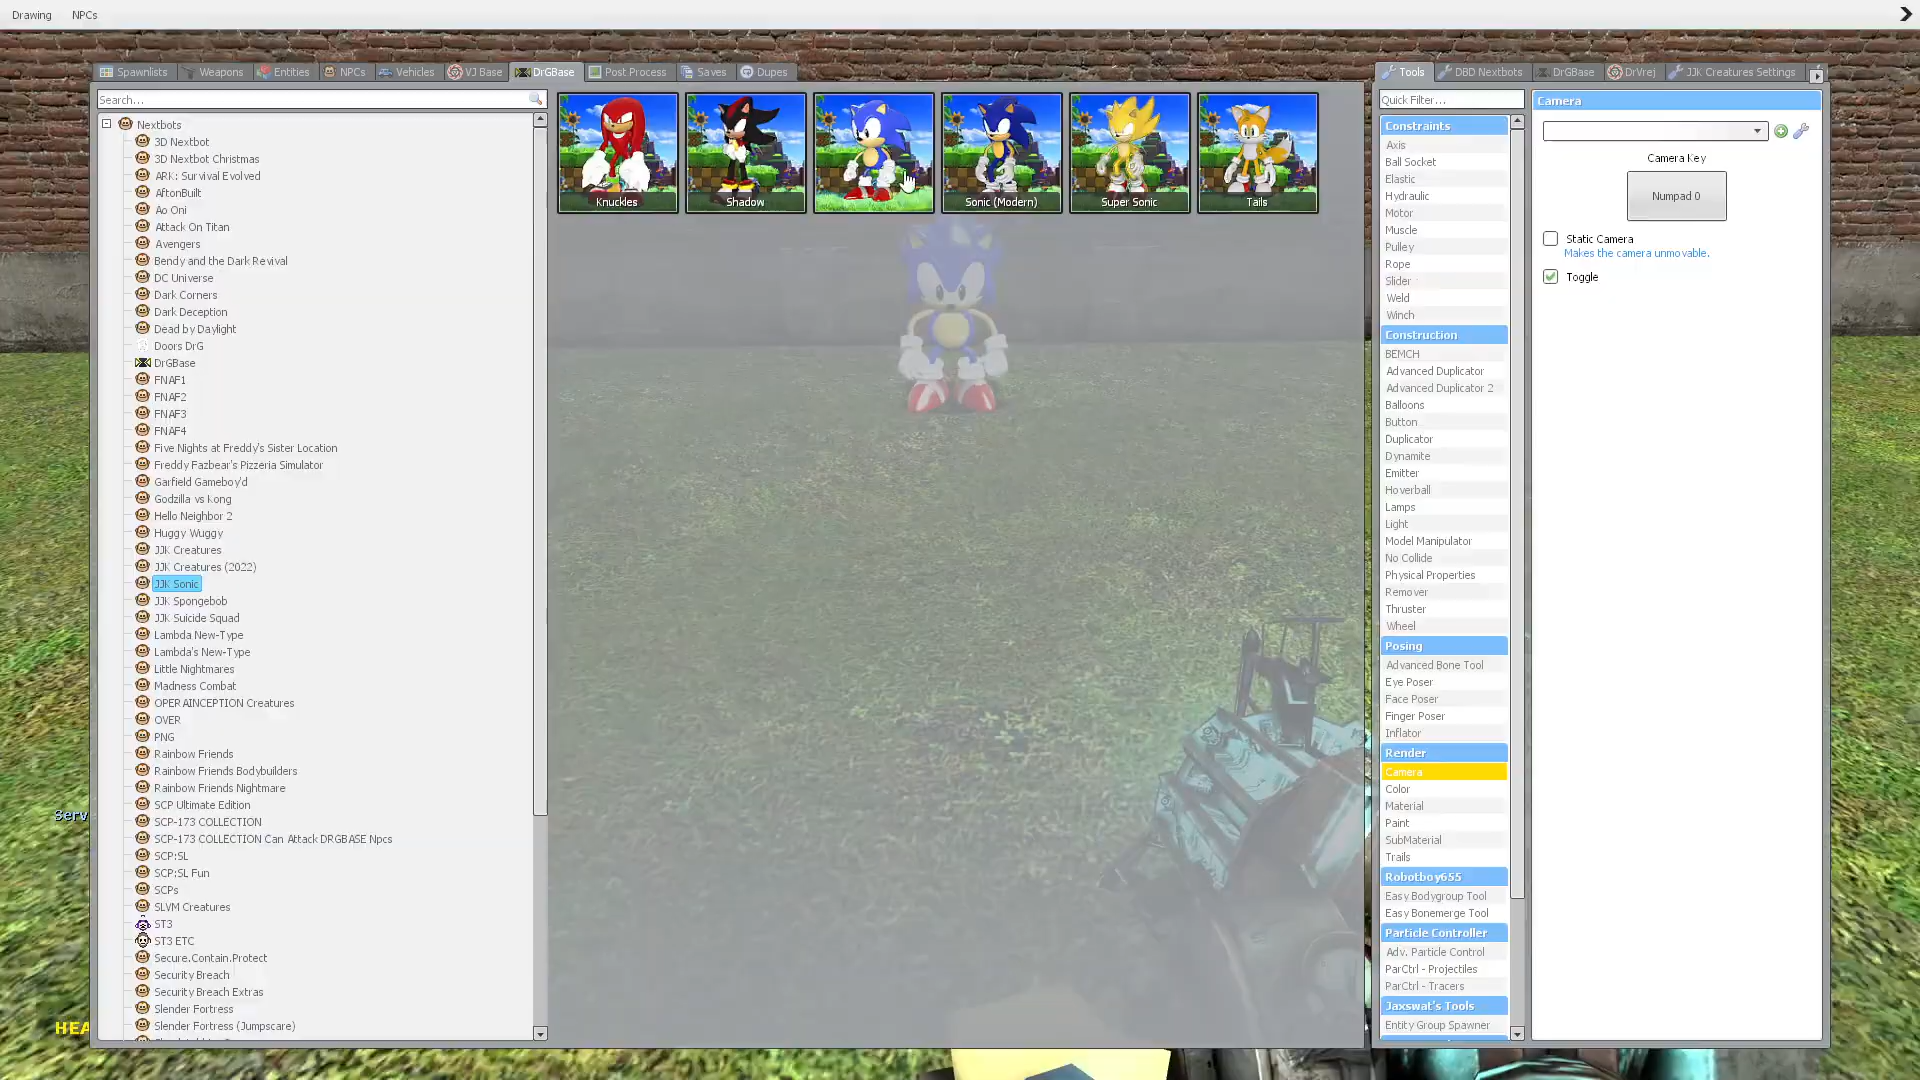 Drawing NPCs
Spawnlists Weapons Entities NPCs Vehicles VJ Base DrGBase Post Process Saves Dupes
Search...
Nextbots
3D Nextbot
3D Nextbot Christmas
ARK: Survival Evolved
AftonBuilt
Ao Oni
Attack On Titan
Avengers
Bendy and the Dark Revival
DC Universe
Dark Corners
Dark Deception
Dead by Daylight
Doors DrG
DrGBase
FNAF1
FNAF2
FNAF3
FNAF4
Five Nights at Freddy's Sister Location
Freddy Fazbear's Pizzeria Simulator
Garfield Gameboy'd
Godzilla vs Kong
Hello Neighbor 2
Huggy Wuggy
JJK Creatures
JJK Creatures (2022)
JJK Sonic
JJK Spongebob
JJK Suicide Squad
Lambda New-Type
Lambda's New-Type
Little Nightmares
Madness Combat
OPERAINCEPTION Creatures
OVER
PNG
Rainbow Friends
Rainbow Friends Bodybuilders
Rainbow Friends Nightmare
SCP Ultimate Edition
SCP-173 COLLECTION
SCP-173 COLLECTION Can Attack DRGBASE Npcs
SCP:SL
SCP:SL Fun
SCPs
SLVM Creatures
ST3
ST3 ETC
Secure.Contain.Protect
Security Breach
Security Breach Extras
Slender Fortress
Slender Fortress (Jumpscare)
Serv
HEA
Knuckles
Shadow
Sonic (Modern)
Super Sonic
Tails
Tools DBD Nextbots DrGBase DrVrej JJK Creatures Settings
Quick Filter...
Constraints
Axis
Ball Socket
Elastic
Hydraulic
Motor
Muscle
Pulley
Rope
Slider
Weld
Winch
Construction
BEMCH
Advanced Duplicator
Advanced Duplicator 2
Balloons
Button
Duplicator
Dynamite
Emitter
Hoverball
Lamps
Light
Model Manipulator
No Collide
Physical Properties
Remover
Thruster
Wheel
Posing
Advanced Bone Tool
Eye Poser
Face Poser
Finger Poser
Inflator
Render
Camera
Color
Material
Paint
SubMaterial
Trails
Robotboy655
Easy Bodygroup Tool
Easy Bonemerge Tool
Particle Controller
Adv. Particle Control
ParCtrl - Projectiles
ParCtrl - Tracers
Jaxswat's Tools
Entity Group Spawner
Camera
Camera Key
Numpad 0
Static Camera
Makes the camera unmovable.
Toggle